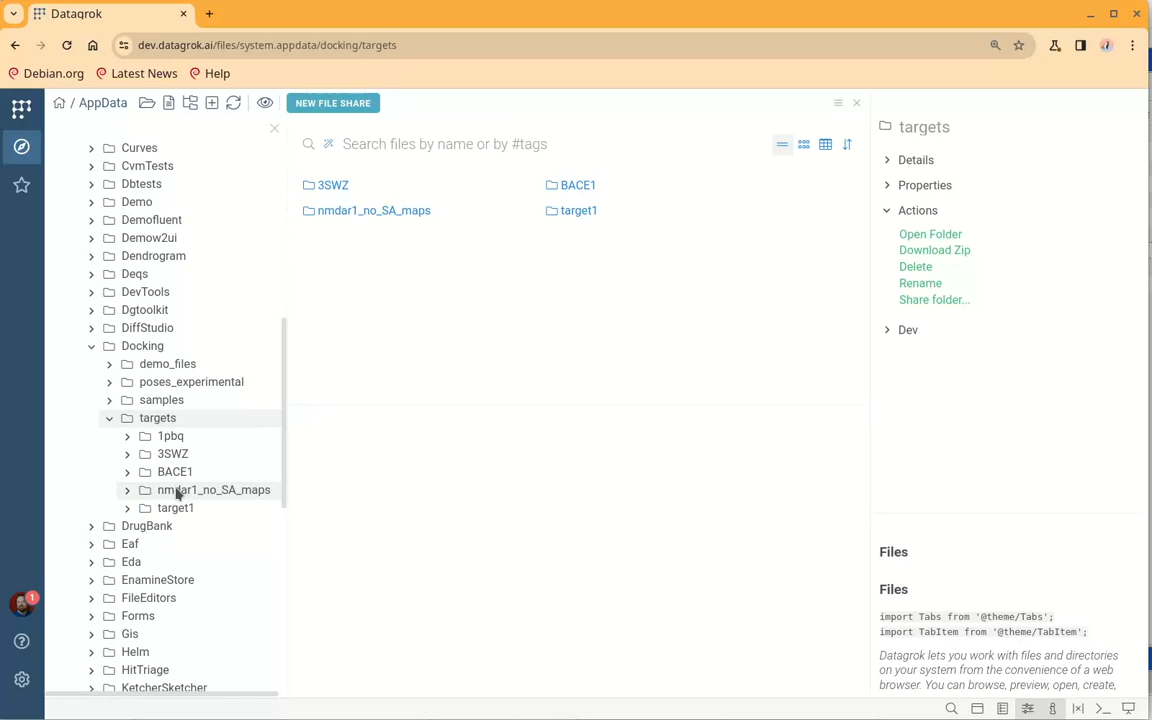 Datagrok
dev.datagrok.ai/files/system.appdata/docking/targets
Debian.org
Latest News
Help
/ AppData
NEW FILE SHARE
Search files by name or by #tags
Curves
CvmTests
Dbtests
Demo
Demofluent
Demow2ui
Dendrogram
Deqs
DevTools
Dgtoolkit
DiffStudio
Docking
demo_files
poses_experimental
samples
targets
1pbq
3SWZ
BACE1
nmdar1_no_SA_maps
target1
DrugBank
Eaf
Eda
EnamineStore
FileEditors
Forms
Gis
Helm
HitTriage
KetcherSketcher
3SWZ
BACE1
nmdar1_no_SA_maps
target1
targets
Details
Properties
Actions
Open Folder
Download Zip
Delete
Rename
Share folder...
Dev
Files
Files
import Tabs from '@theme/Tabs';
import TabItem from '@theme/TabItem';
Datagrok lets you work with files and directories
on your system from the convenience of a web
browser. You can browse, preview, open, create,
1